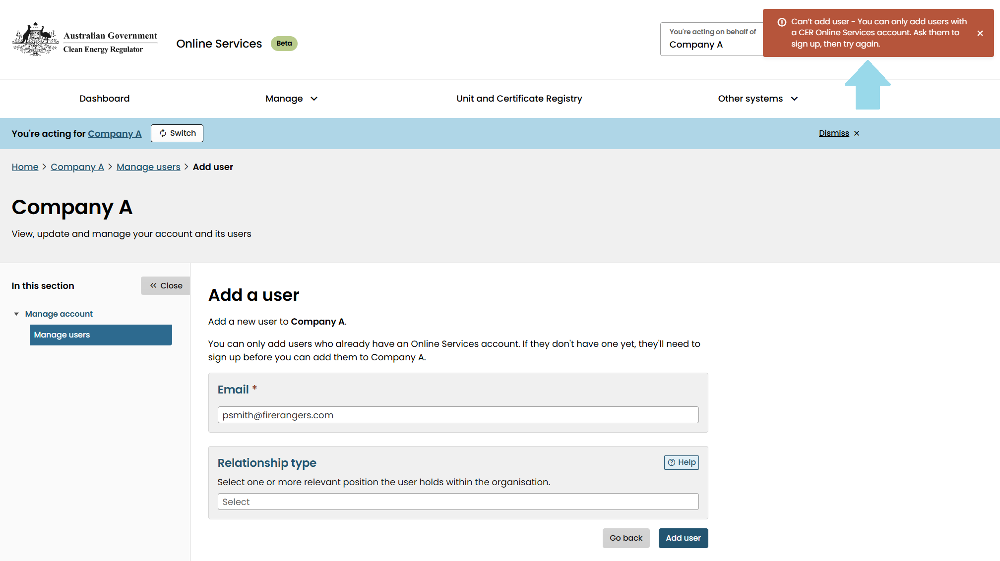 Australian Government
Clean Energy Regulator
Online Services
Beta
You're acting on behalf of
Company A
Can't add user - You can only add users with
a CER Online Services account. Ask them to
sign up, then try again.
Dashboard
Manage
Unit and Certificate Registry
Other systems
You're acting for Company A
Switch
Dismiss
Home > Company A > Manage users > Add user
Company A
View, update and manage your account and its users
In this section
Close
Manage account
Manage users
Add a user
Add a new user to Company A.
You can only add users who already have an Online Services account. If they don't have one yet, they'll need to
sign up before you can add them to Company A.
Email *
psmith@firerangers.com
Relationship type
Help
Select one or more relevant position the user holds within the organisation.
Select
Go back
Add user